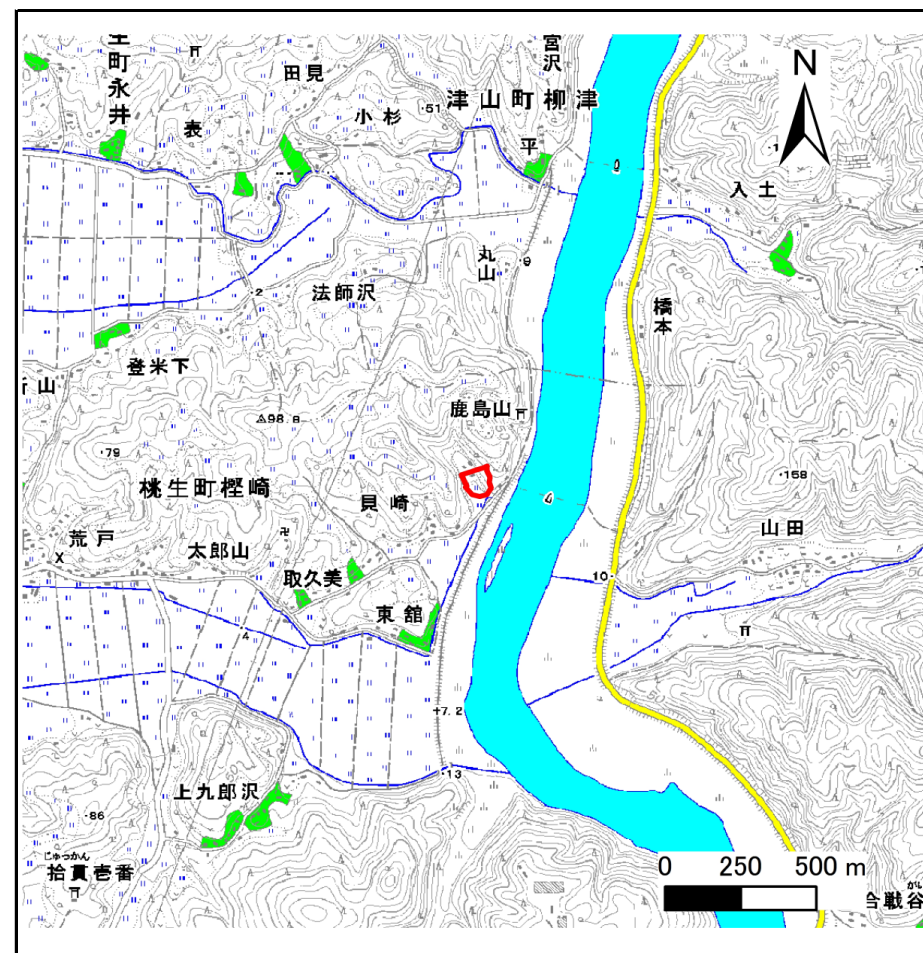 生町永井
宮沢
田見
津山町柳津
N
・51
小杉
表
平
入土
丸山
・9
・2
法師沢
橋本
登米下
山
鹿島山
△98.8
・79
・158
桃生町樫崎
貝崎
山田
荒戸
太郎山
取久美
10・
東舘
・4
+7.2
・13
上九郎沢
・86
じゅっかん
拾貫壱番
0 250 500 m
合戦谷